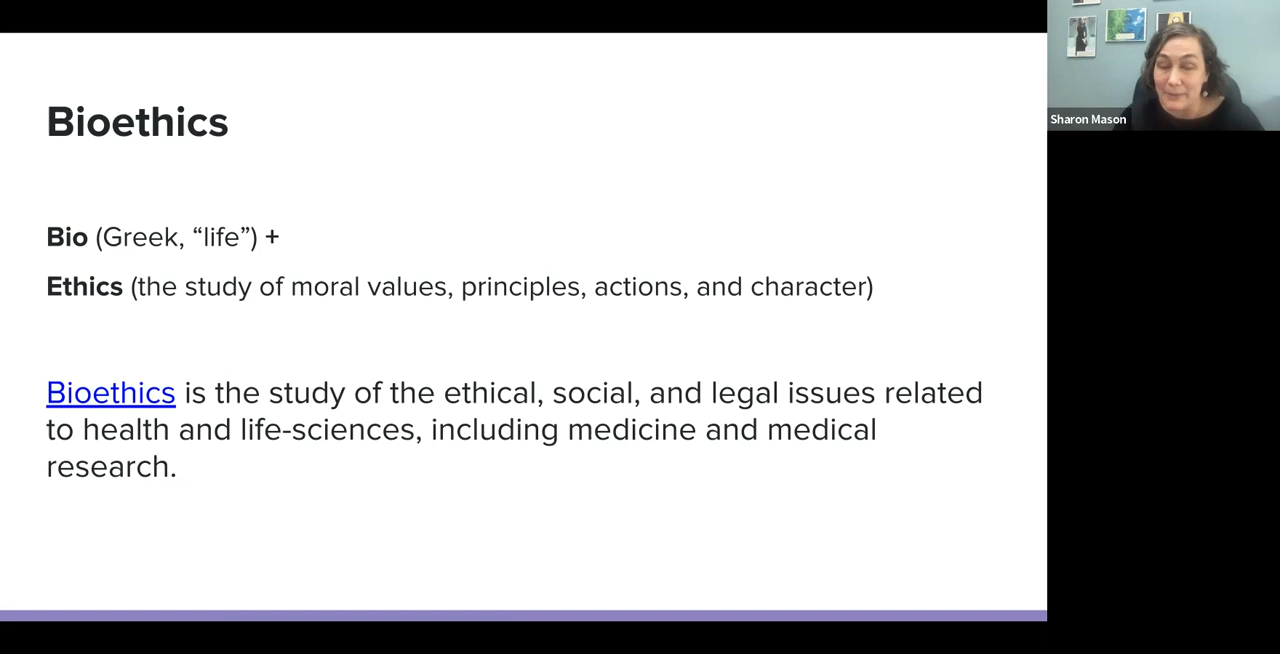 Bioethics
Bio (Greek, “life”) +
Ethics (the study of moral values, principles, actions, and character)
Bioethics is the study of the ethical, social, and legal issues related
to health and life-sciences, including medicine and medical
research.
Sharon Mason